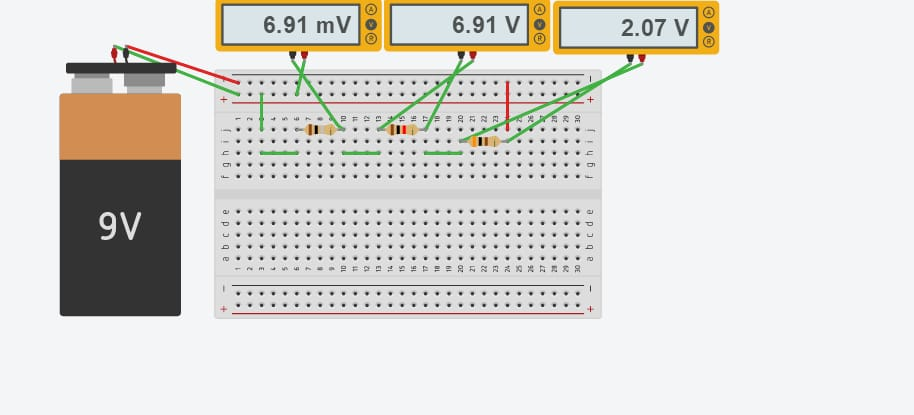 6.91 mV A V R 6.91 V A V R 2.07 V A V R
- -
+ +
1 2 3 4 5 6 7 8 9 10 11 12 13 14 15 16 17 18 19 20 21 22 23 24 25 26 27 28 29 30
j j
i i
h h
g g
f f
9V
e e
d d
c c
b b
a a
1 2 3 4 5 6 7 8 9 10 11 12 13 14 15 16 17 18 19 20 21 22 23 24 25 26 27 28 29 30
- -
+ +